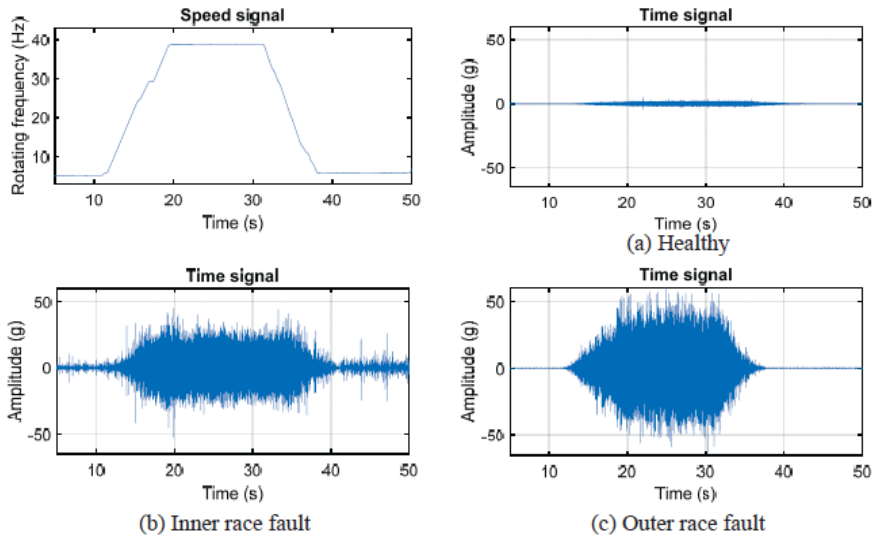 Speed signal
Rotating frequency (Hz)
40
30
20
10
10 20 30 40 50
Time (s)
Time signal
Amplitude (g)
50
0
-50
10 20 30 40 50
Time (s)
(a) Healthy
Time signal
Amplitude (g)
50
0
-50
10 20 30 40 50
Time (s)
(b) Inner race fault
Time signal
Amplitude (g)
50
0
-50
10 20 30 40 50
Time (s)
(c) Outer race fault